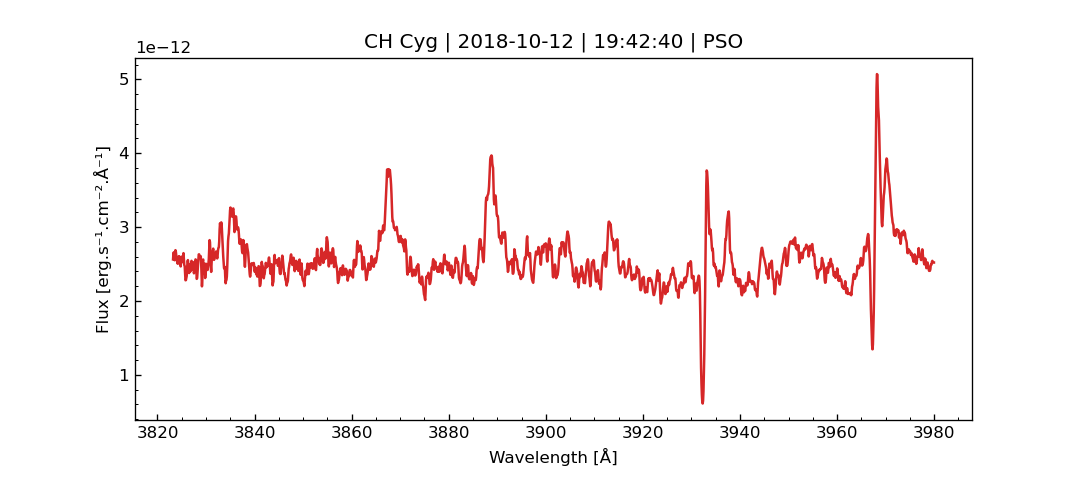 CH Cyg | 2018-10-12 | 19:42:40 | PSO
1e−12
5
4
3
2
1
Flux [erg.s⁻¹.cm⁻².Å⁻¹]
3820 3840 3860 3880 3900 3920 3940 3960 3980
Wavelength [Å]